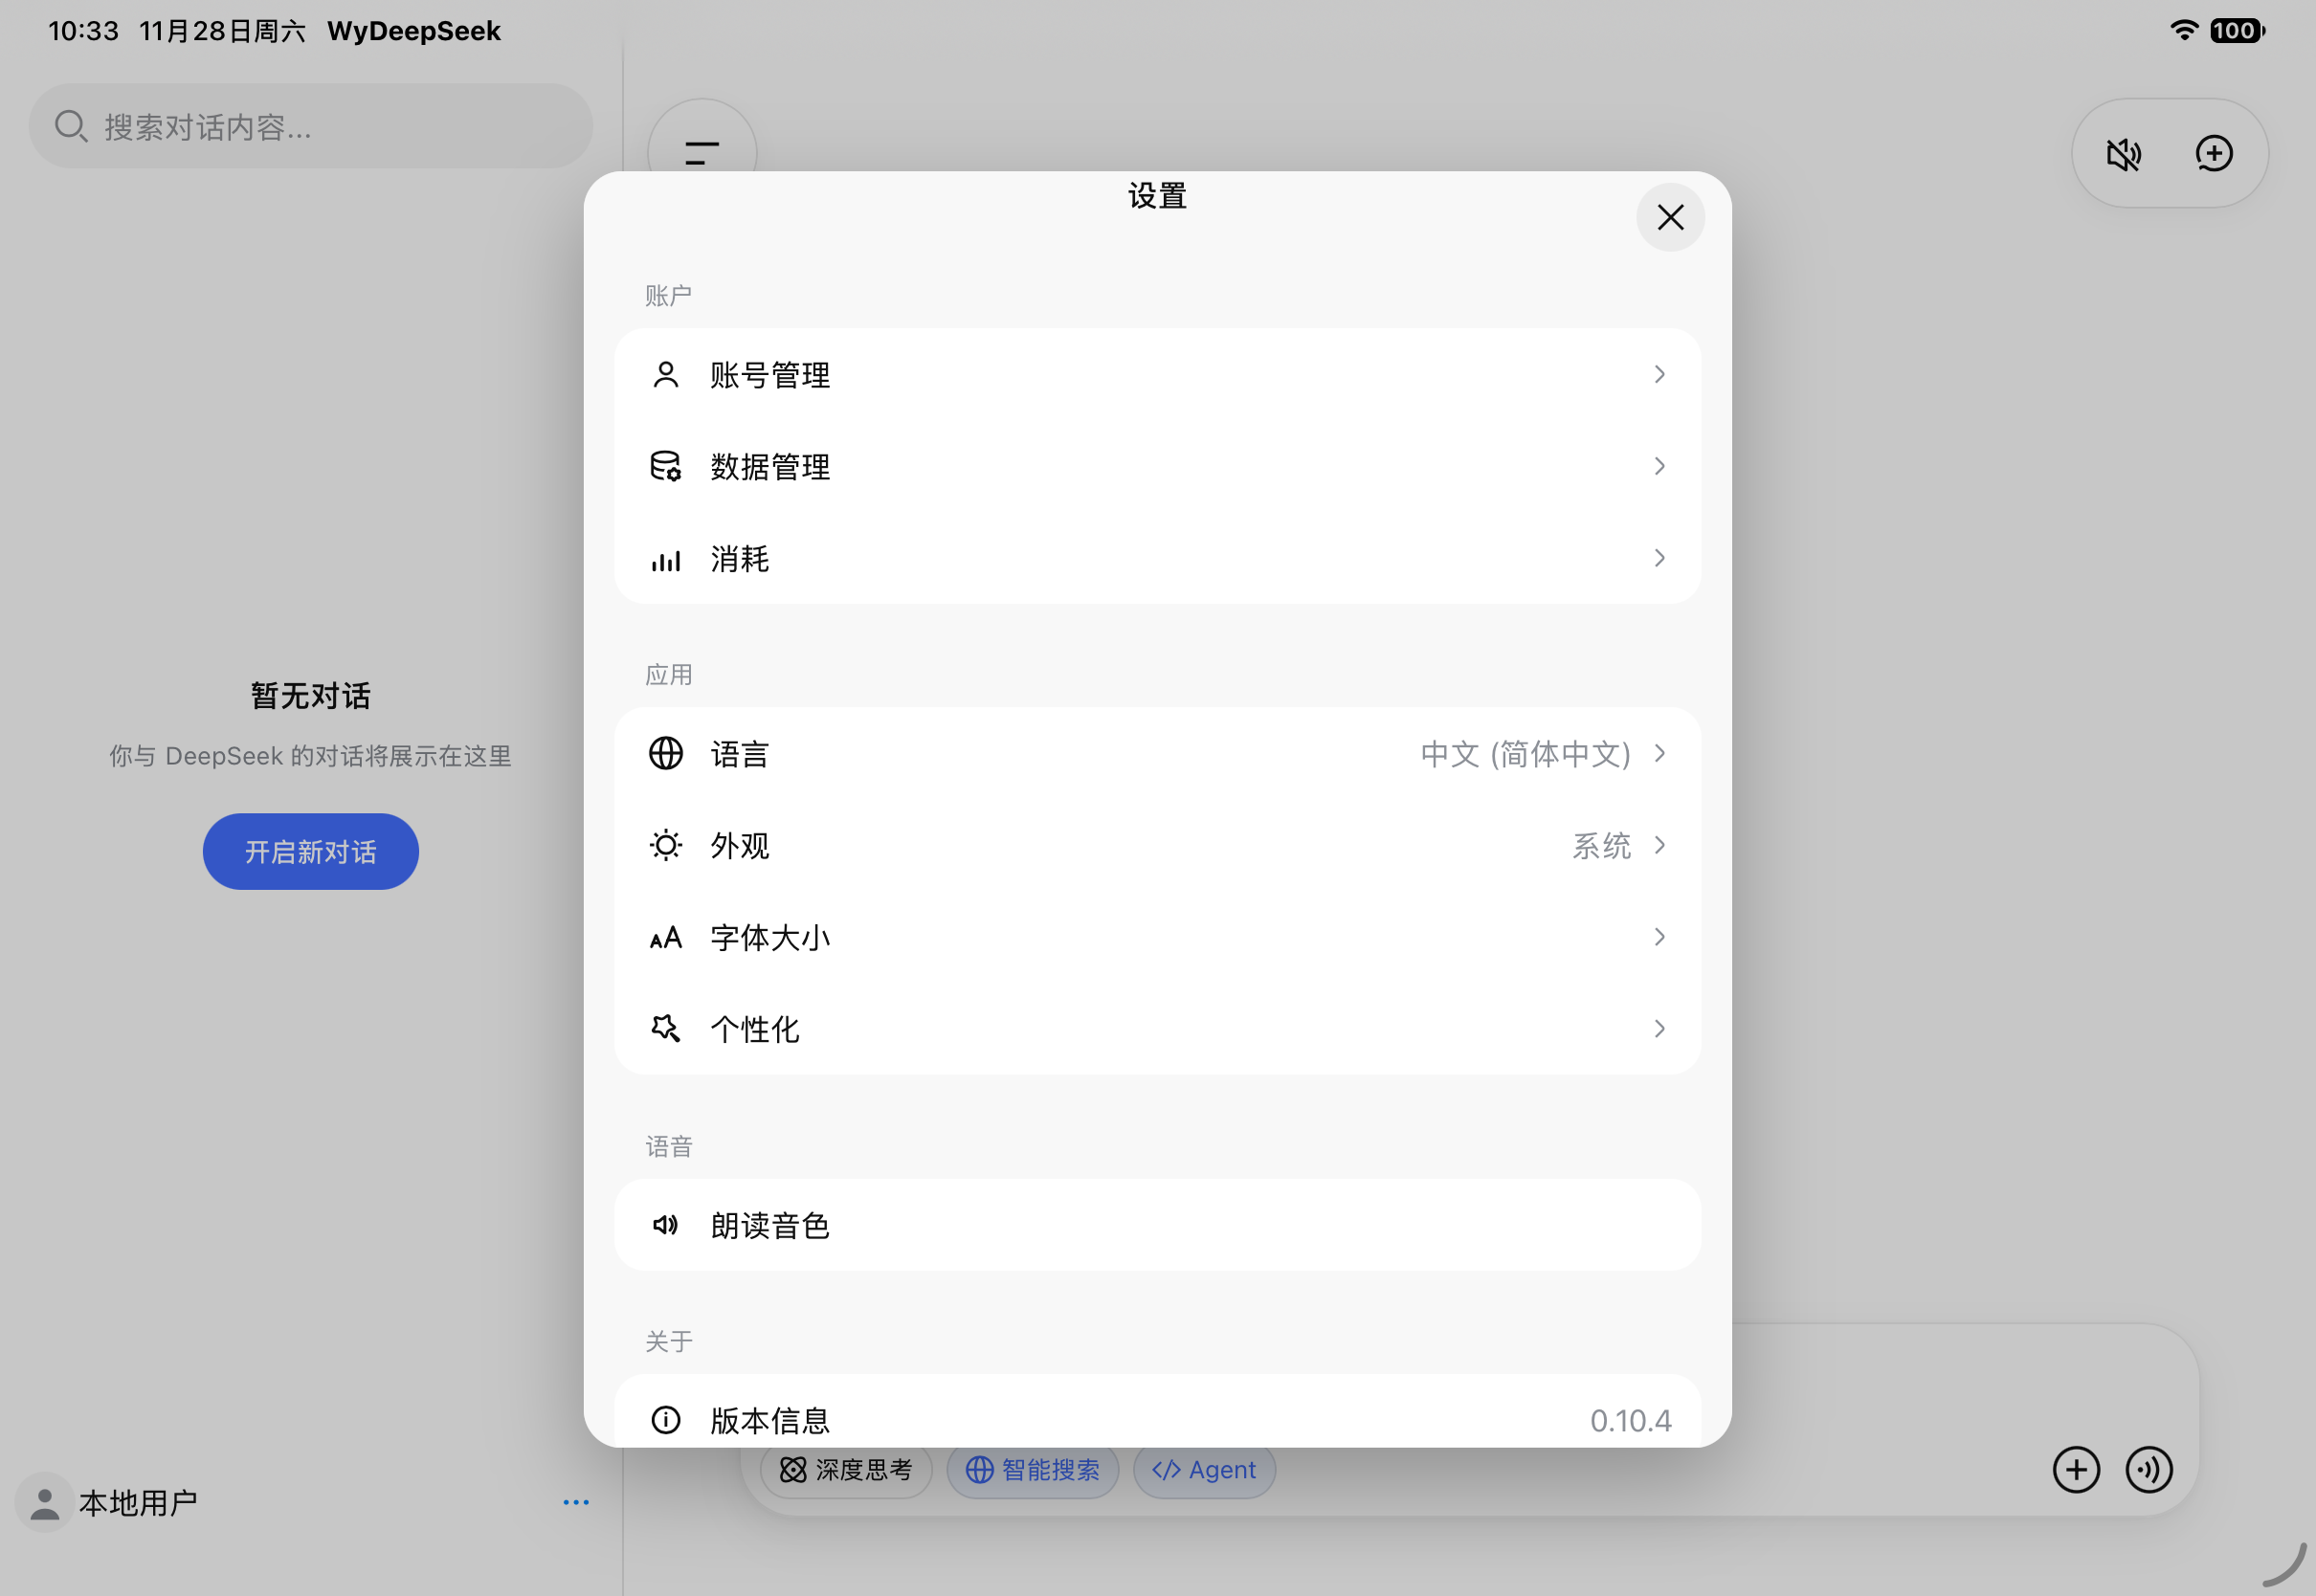 10:33 11月28日周六 WyDeepSeek
100
搜索对话内容...
暂无对话
你与 DeepSeek 的对话将展示在这里
开启新对话
本地用户
设置
账户
账号管理
数据管理
消耗
应用
语言 中文 (简体中文)
外观 系统
字体大小
个性化
语音
朗读音色
关于
版本信息 0.10.4
深度思考 智能搜索 Agent